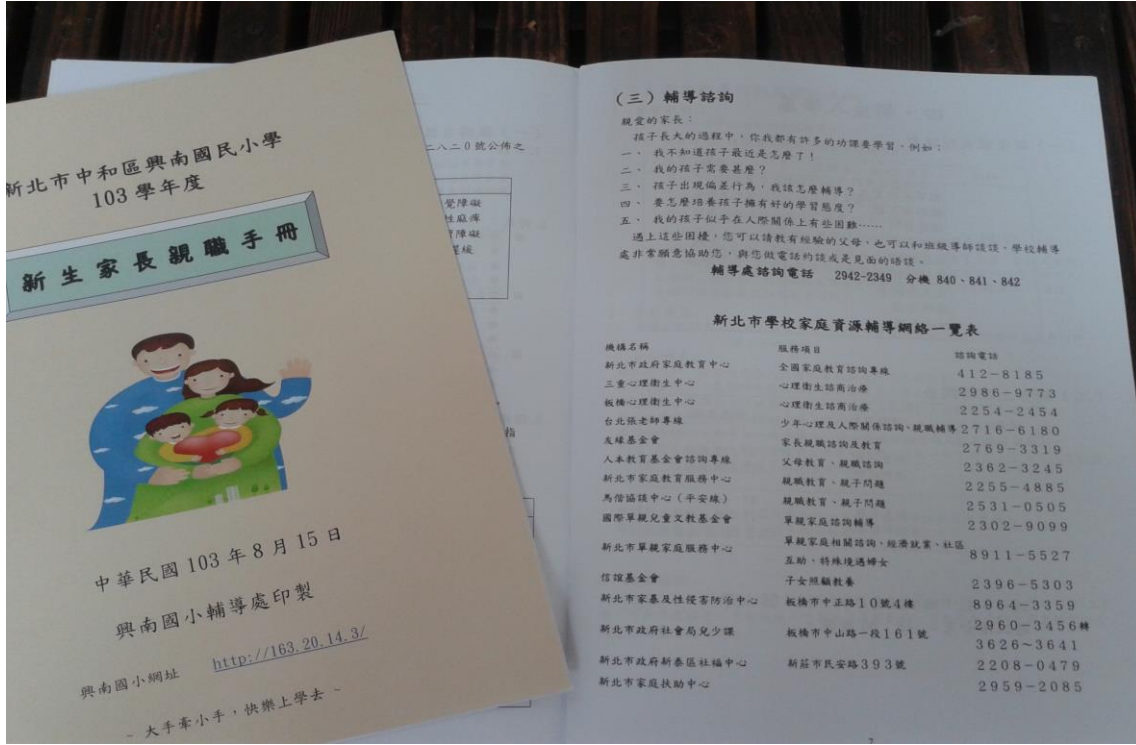 新北市中和區興南國民小學
103 學年度
新生家長親職手冊
中華民國 103 年 8 月 15 日
興南國小輔導處印製
興南國小網址 http://163.20.14.3/
~ 大手牽小手，快樂上學去 ~
二八二０號公佈之
覺障礙
性麻痺
障礙
遲緩
指
（三）輔導諮詢
親愛的家長：
孩子長大的過程中，你我都有許多的功課要學習，例如：
一、 我不知道孩子最近是怎麼了！
二、 我的孩子需要甚麼？
三、 孩子出現偏差行為，我該怎麼輔導？
四、 要怎麼培養孩子擁有好的學習態度？
五、 我的孩子似乎在人際關係上有些困難……
遇上這些困擾，您可以請教有經驗的父母，也可以和班級導師談談，學校輔導
處非常願意協助您，與您做電話約談或是見面的晤談。
輔導處諮詢電話 2942-2349 分機 840、841、842
新北市學校家庭資源輔導網絡一覽表
機構名稱 服務項目 諮詢電話
新北市政府家庭教育中心 全國家庭教育諮詢專線 412－8185
三重心理衛生中心 心理衛生諮商治療 2986－9773
板橋心理衛生中心 心理衛生諮商治療 2254－2454
台北張老師專線 少年心理及人際關係諮詢、親職輔導 2716－6180
友緣基金會 家長親職諮詢及教育 2769－3319
人本教育基金會諮詢專線 父母教育、親職諮詢 2362－3245
新北市家庭教育服務中心 親職教育、親子問題 2255－4885
馬偕協談中心（平安線） 親職教育、親子問題 2531－0505
國際單親兒童文教基金會 單親家庭諮詢輔導 2302－9099
新北市單親家庭服務中心 單親家庭相關諮詢、經濟就業、社區
互助、特殊境遇婦女 8911－5527
信誼基金會 子女照顧教養 2396－5303
新北市家暴及性侵害防治中心 板橋市中正路１０號４樓 8964－3359
新北市政府社會局兒少課 板橋市中山路一段１６１號 2960－3456轉
3626~3641
新北市政府新泰區社福中心 新莊市民安路３９３號 2208－0479
新北市家庭扶助中心 2959－2085
7